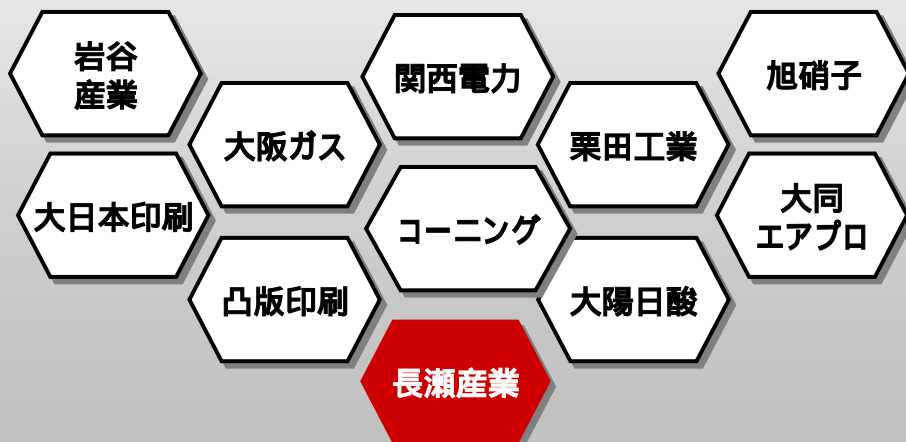 岩谷
産業
関西電力
旭硝子
大阪ガス
栗田工業
大日本印刷
コーニング
大同
エアプロ
凸版印刷
大陽日酸
長瀬産業